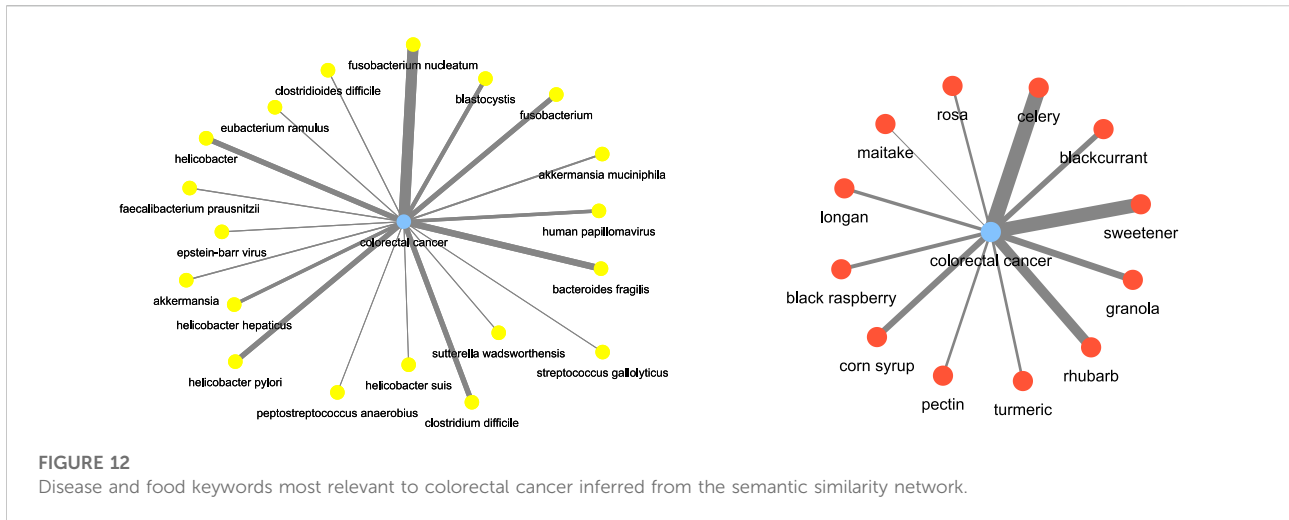 fusobacterium nucleatum
clostridioides difficile
blastocystis
fusobacterium
eubacterium ramulus
helicobacter
akkermansia muciniphila
faecalibacterium prausnitzii
human papillomavirus
epstein-barr virus
colorectal cancer
bacteroides fragilis
akkermansia
helicobacter hepaticus
sutterella wadsworthensis
streptococcus gallolyticus
helicobacter pylori
helicobacter suis
peptostreptococcus anaerobius
clostridium difficile
rosa
celery
maitake
blackcurrant
longan
sweetener
colorectal cancer
black raspberry
granola
corn syrup
rhubarb
pectin
turmeric
FIGURE 12
Disease and food keywords most relevant to colorectal cancer inferred from the semantic similarity network.